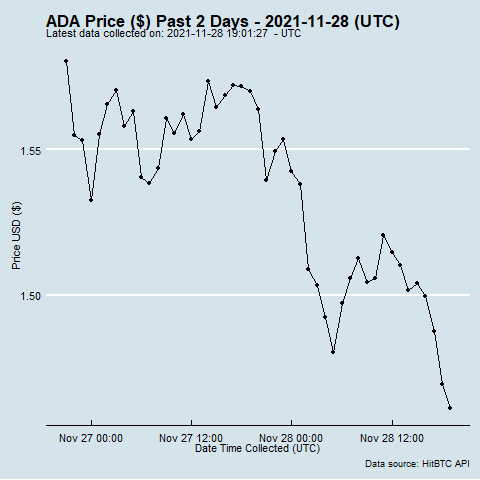 ADA Price ($) Past 2 Days - 2021-11-28 (UTC)
Latest data collected on: 2021-11-28 19:01:27  - UTC
1.55
1.50
Price USD ($)
Nov 27 00:00
Nov 27 12:00
Nov 28 00:00
Nov 28 12:00
Date Time Collected (UTC)
Data source: HitBTC API